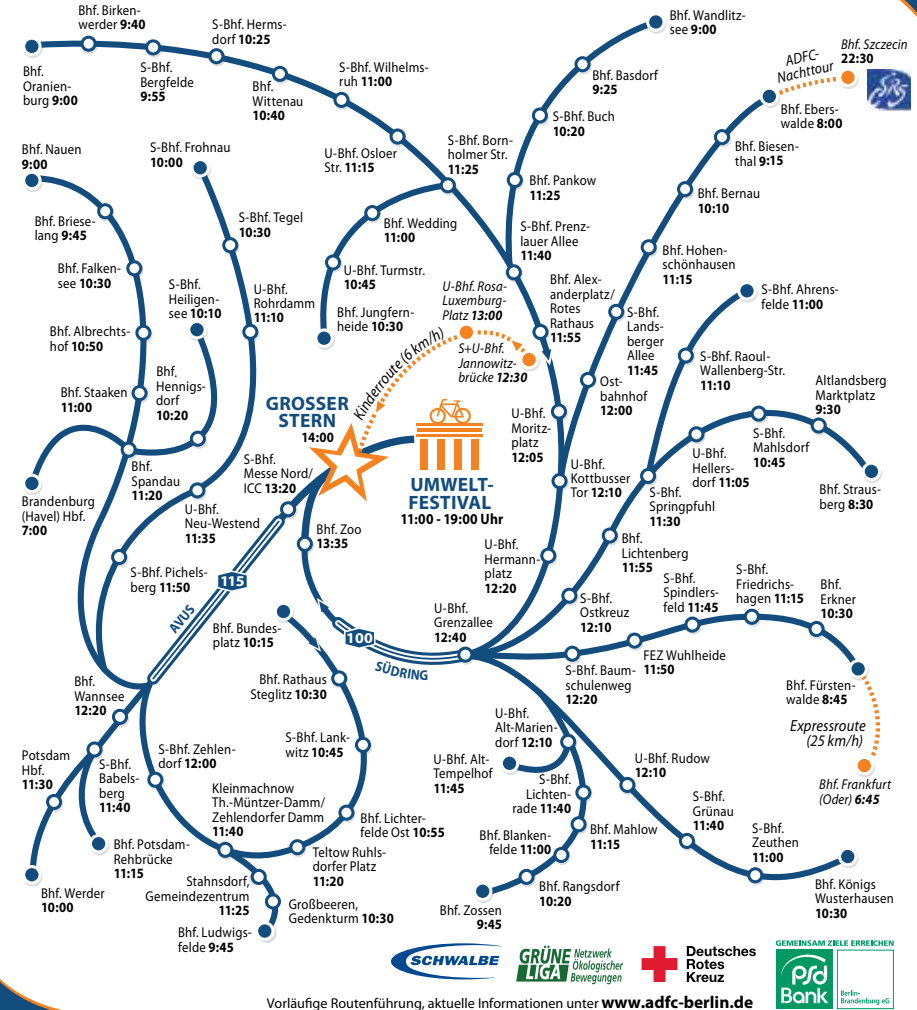 Bhf. Birken-
werder 9:40
S-Bhf. Herms-
dorf 10:25
Bhf. Wandlitz-
see 9:00
Bhf. Szczecin
22:30
ADFC-
Nachttour
Bhf.
Oranien-
burg 9:00
S-Bhf.
Bergfelde
9:55
Bhf.
Wittenau
10:40
S-Bhf. Wilhelms-
ruh 11:00
Bhf. Basdorf
9:25
Bhf. Ebers-
walde 8:00
S-Bhf. Buch
10:20
U-Bhf. Osloer
Str. 11:15
S-Bhf. Born-
holmer Str.
11:25
Bhf. Biesen-
thal 9:15
Bhf. Nauen
9:00
S-Bhf. Frohnau
10:00
Bhf. Pankow
11:25
Bhf. Bernau
10:10
Bhf. Briese-
lang 9:45
S-Bhf. Tegel
10:30
Bhf. Wedding
11:00
S-Bhf. Prenz-
lauer Allee
11:40
Bhf. Hohen-
schönhausen
11:15
Bhf. Falken-
see 10:30
S-Bhf.
Heiligen-
see 10:10
U-Bhf.
Rohrdamm
11:10
U-Bhf. Turmstr.
10:45
Bhf. Jungfern-
heide 10:30
U-Bhf. Rosa-
Luxemburg-
Platz 13:00
Bhf. Alex-
anderplatz/
Rotes
Rathaus
11:55
S-Bhf. Ahrens-
felde 11:00
S-Bhf.
Lands-
berger
Allee
11:45
Bhf. Albrechts-
hof 10:50
Kinderroute (6 km/h)
S+U-Bhf.
Jannowitz-
brücke 12:30
S-Bhf. Raoul-
Wallenberg-Str.
11:10
Bhf. Staaken
11:00
Bhf.
Hennigs-
dorf
10:20
Ost-
bahnhof
12:00
Altlandsberg
Marktplatz
9:30
GROSSER
STERN
14:00
U-Bhf.
Moritz-
platz
12:05
S-Bhf.
Mahlsdorf
10:45
Bhf.
Spandau
11:20
S-Bhf.
Messe Nord/
ICC 13:20
UMWELT-
FESTIVAL
11:00 - 19:00 Uhr
U-Bhf.
Kottbusser
Tor 12:10
U-Bhf.
Hellers-
dorf 11:05
Bhf. Straus-
berg 8:30
Brandenburg
(Havel) Hbf.
7:00
U-Bhf.
Neu-Westend
11:35
S-Bhf.
Springpfuhl
11:30
Bhf. Zoo
13:35
U-Bhf.
Hermann-
platz
12:20
Bhf.
Lichtenberg
11:55
S-Bhf. Pichels-
berg 11:50
115
AVUS
S-Bhf.
Ostkreuz
12:10
S-Bhf.
Spindlers-
feld 11:45
S-Bhf.
Friedrichs-
hagen 11:15
Bhf.
Erkner
10:30
Bhf. Bundes-
platz 10:15
U-Bhf.
Grenzallee
12:40
100
SÜDRING
FEZ Wuhlheide
11:50
S-Bhf. Baum-
schulenweg
12:20
Bhf. Fürsten-
walde 8:45
Bhf.
Wannsee
12:20
Bhf. Rathaus
Steglitz 10:30
U-Bhf.
Alt-Marien-
dorf 12:10
Expressroute
(25 km/h)
S-Bhf. Lank-
witz 10:45
S-Bhf. Zehlen-
dorf 12:00
Potsdam
Hbf.
11:30
S-Bhf.
Babels-
berg
11:40
U-Bhf. Alt-
Tempelhof
11:45
U-Bhf. Rudow
12:10
Bhf. Frankfurt
(Oder) 6:45
Kleinmachnow
Th.-Müntzer-Damm/
Zehlendorfer Damm
11:40
S-Bhf.
Lichten-
rade 11:40
S-Bhf.
Grünau
11:40
Bhf. Lichter-
felde Ost 10:55
Bhf. Blanken-
felde 11:00
Bhf. Mahlow
11:15
S-Bhf.
Zeuthen
11:00
Bhf. Potsdam-
Rehbrücke
11:15
Teltow Ruhls-
dorfer Platz
11:20
Bhf. Werder
10:00
Stahnsdorf,
Gemeindezentrum
11:25
Bhf. Rangsdorf
10:20
Bhf. Königs
Wusterhausen
10:30
Großbeeren,
Gedenkturm 10:30
Bhf. Zossen
9:45
Bhf. Ludwigs-
felde 9:45
SCHWALBE
GRÜNE
LIGA
Netzwerk
Ökologischer
Bewegungen
Deutsches
Rotes
Kreuz
GEMEINSAM ZIELE ERREICHEN
psd
Bank
Berlin-
Brandenburg eG
Vorläufige Routenführung, aktuelle Informationen unter www.adfc-berlin.de